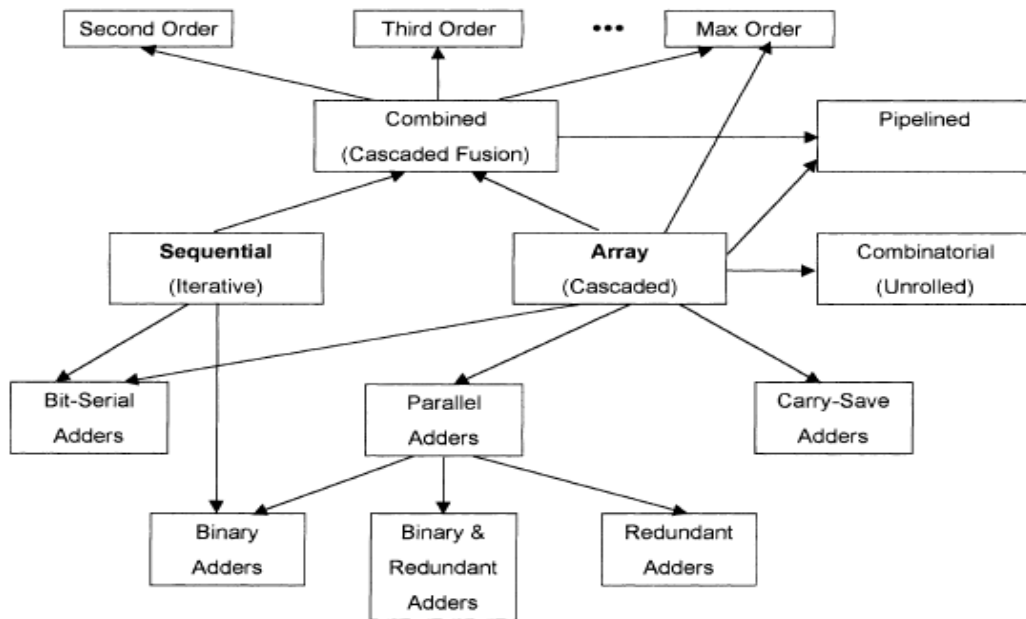 Second Order
Third Order
•••
Max Order
Combined
(Cascaded Fusion)
Pipelined
Sequential
(Iterative)
Array
(Cascaded)
Combinatorial
(Unrolled)
Bit-Serial
Adders
Parallel
Adders
Carry-Save
Adders
Binary
Adders
Binary &
Redundant
Adders
Redundant
Adders